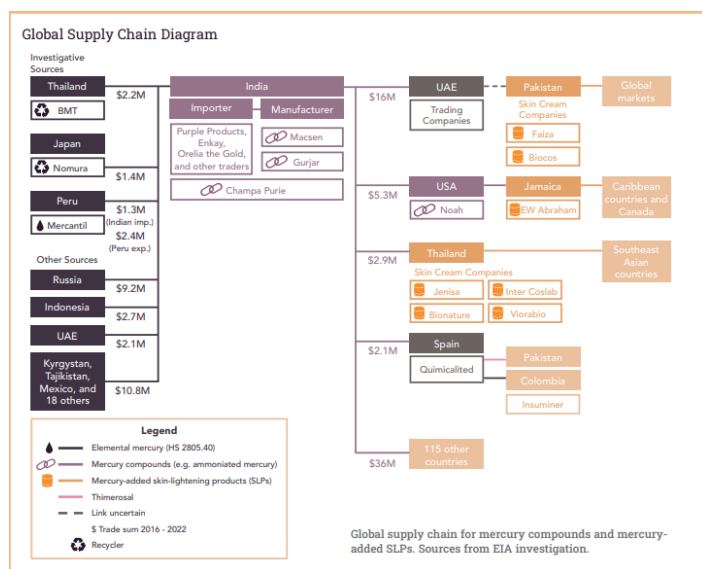 Global Supply Chain Diagram
Investigative
Sources
Thailand
BMT
$2.2M
Japan
Nomura
$1.4M
Peru
Mercantil
$1.3M
(Indian imp.)
$2.4M
(Peru exp.)
Other Sources
Russia
$9.2M
Indonesia
$2.7M
UAE
$2.1M
Kyrgystan,
Tajikistan,
Mexico, and
18 others
$10.8M
India
Importer
Manufacturer
Purple Products,
Enkay,
Orelia the Gold,
and other traders
Macsen
Gurjar
Champa Purie
$16M
UAE
Trading
Companies
Pakistan
Skin Cream
Companies
Faiza
Biocos
Global
markets
$5.3M
USA
Noah
Jamaica
EW Abraham
Caribbean
countries and
Canada
$2.9M
Thailand
Skin Cream Companies
Jenisa
Inter Coslab
Bionature
Viorabio
Southeast
Asian
countries
$2.1M
Spain
Quimicalited
Pakistan
Colombia
Insuminer
$36M
115 other
countries
Legend
Elemental mercury (HS 2805.40)
Mercury compounds (e.g. ammoniated mercury)
Mercury-added skin-lightening products (SLPs)
Thimerosal
Link uncertain
$ Trade sum 2016 - 2022
Recycler
Global supply chain for mercury compounds and mercury-
added SLPs. Sources from EIA investigation.